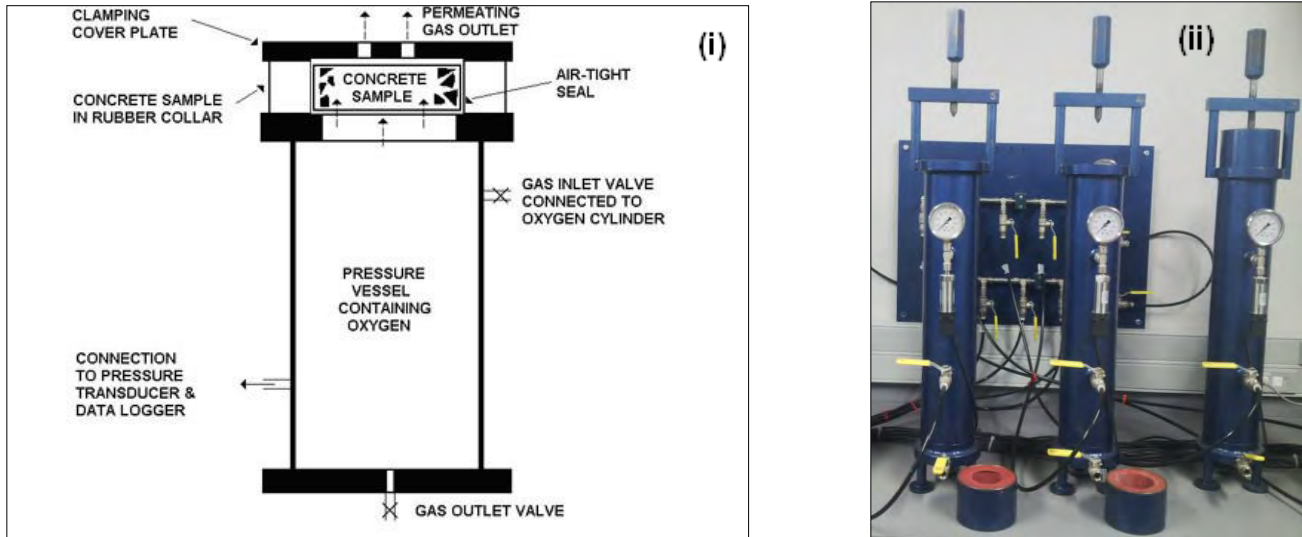 CLAMPING
COVER PLATE
PERMEATING
GAS OUTLET
(i)
CONCRETE
SAMPLE
AIR-TIGHT
SEAL
CONCRETE SAMPLE
IN RUBBER COLLAR
GAS INLET VALVE
CONNECTED TO
OXYGEN CYLINDER
PRESSURE
VESSEL
CONTAINING
OXYGEN
CONNECTION
TO PRESSURE
TRANSDUCER &
DATA LOGGER
GAS OUTLET VALVE
(ii)